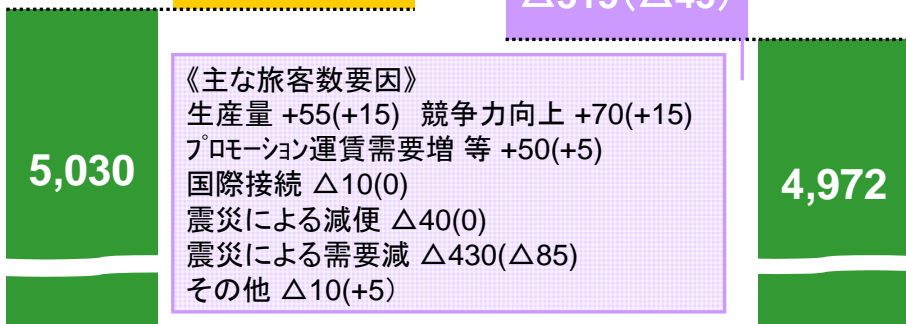 △315(△45)
《主な旅客数要因》
生産量 +55(+15) 競争力向上 +70(+15)
プロモーション運賃需要増 等 +50(+5)
国際接続 △10(0)
震災による減便 △40(0)
震災による需要減 △430(△85)
その他 △10(+5)
5,030
4,972